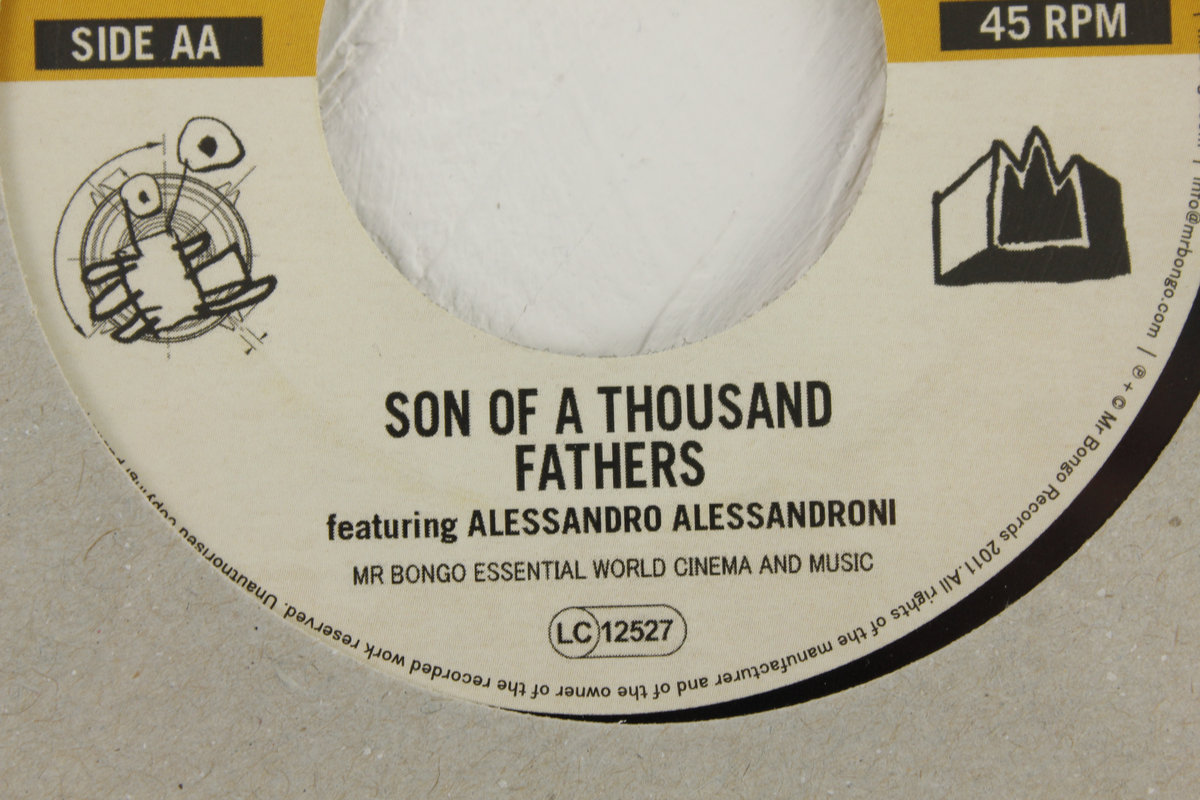 SIDE AA
45 RPM
SON OF A THOUSAND
FATHERS
featuring ALESSANDRO ALESSANDRONI
MR BONGO ESSENTIAL WORLD CINEMA AND MUSIC
LC 12527
info@mrbongo.com | ℗ + © Mr Bongo Records 2011. All rights of the manufacturer and of the owner of the recorded work reserved. Unauthorised